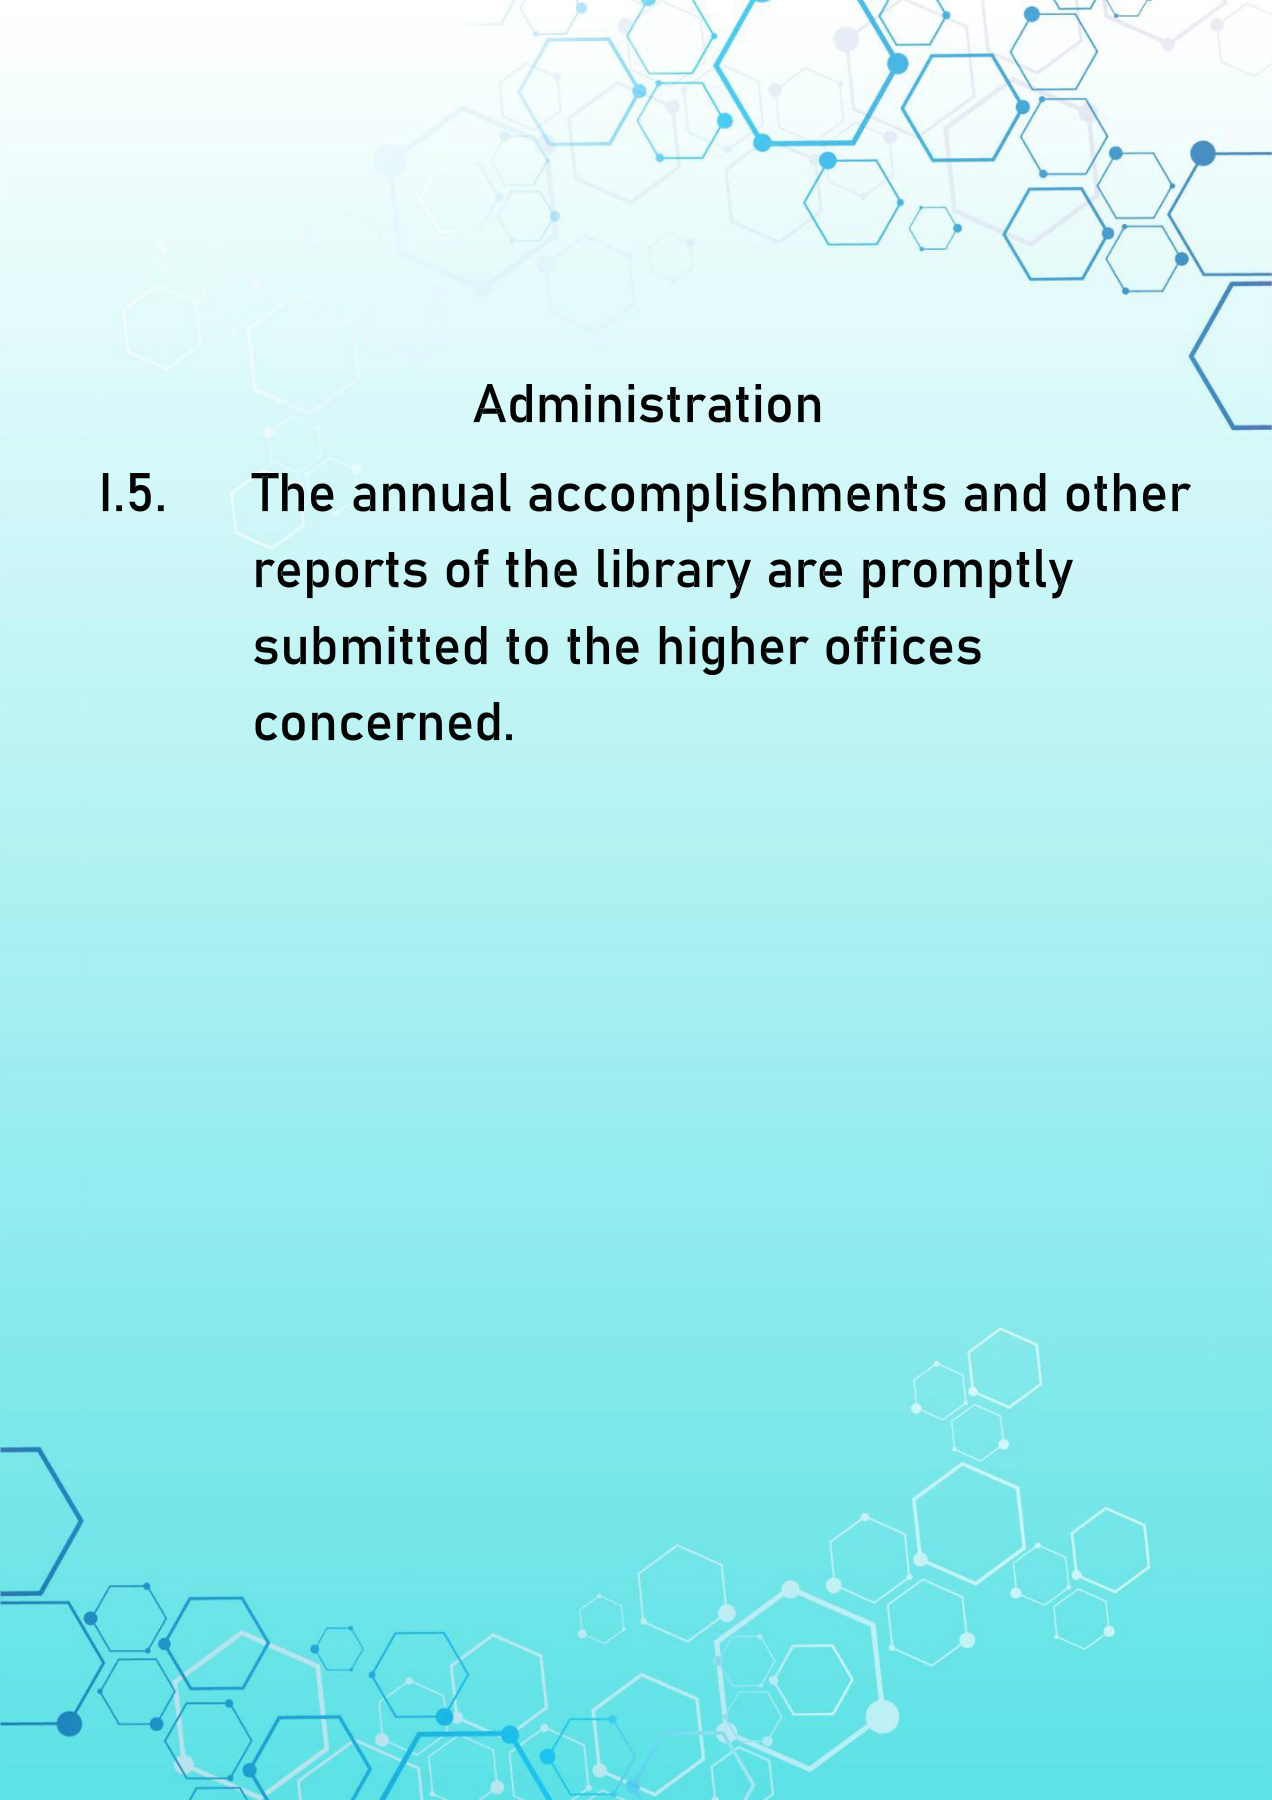 Administration
I.5. The annual accomplishments and other
reports of the library are promptly
submitted to the higher offices
concerned.